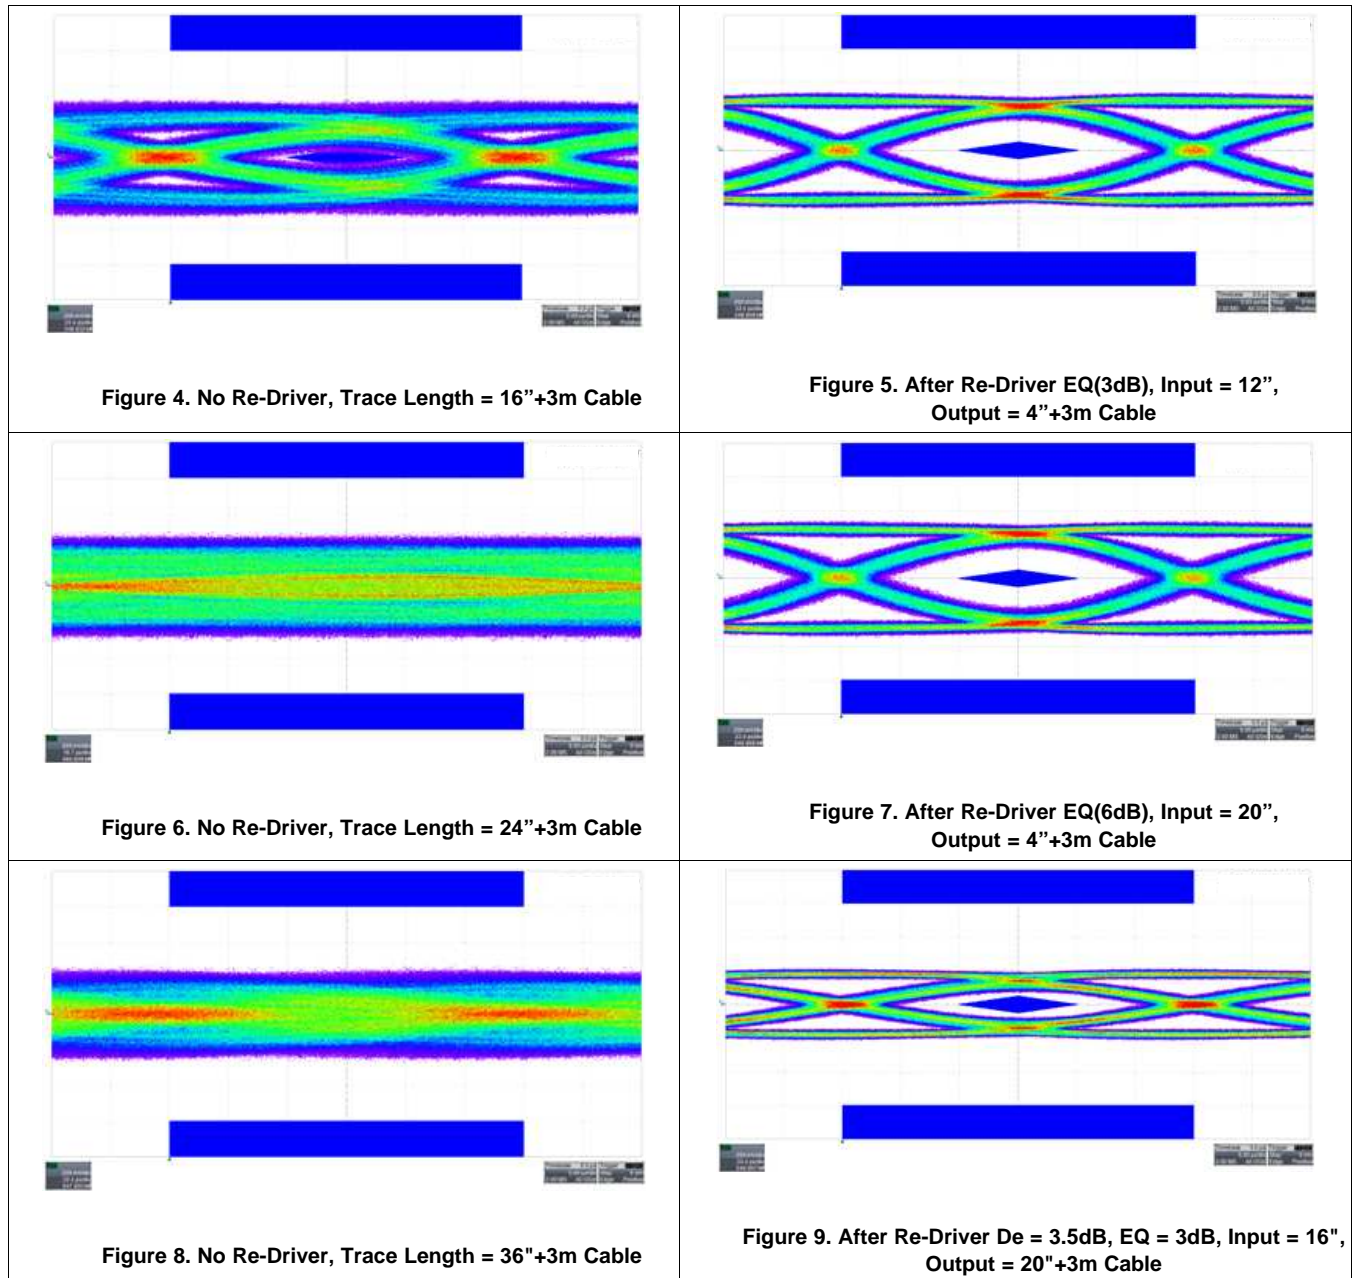 Figure 4. No Re-Driver, Trace Length = 16”+3m Cable
Figure 5. After Re-Driver EQ(3dB), Input = 12”,
Output = 4”+3m Cable
Figure 6. No Re-Driver, Trace Length = 24”+3m Cable
Figure 7. After Re-Driver EQ(6dB), Input = 20”,
Output = 4”+3m Cable
Figure 8. No Re-Driver, Trace Length = 36"+3m Cable
Figure 9. After Re-Driver De = 3.5dB, EQ = 3dB, Input = 16",
Output = 20"+3m Cable